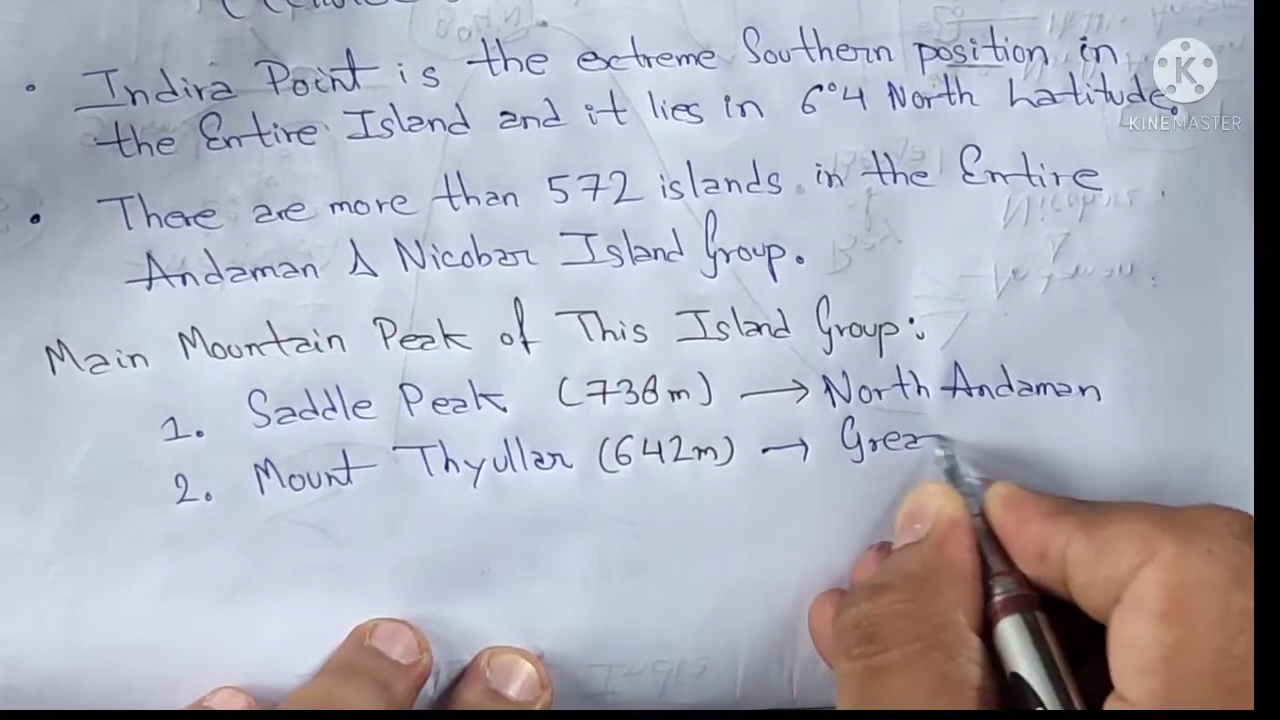 • Indira Point is the extreme Southern position in
the Entire Island and it lies in 6°4 North Latitude.
• There are more than 572 islands in the Entire
Andaman & Nicobar Island Group.
Main Mountain Peak of This Island Group:
1. Saddle Peak (738m) → North Andaman
2. Mount Thyullar (642m) → Grea
KINEMASTER